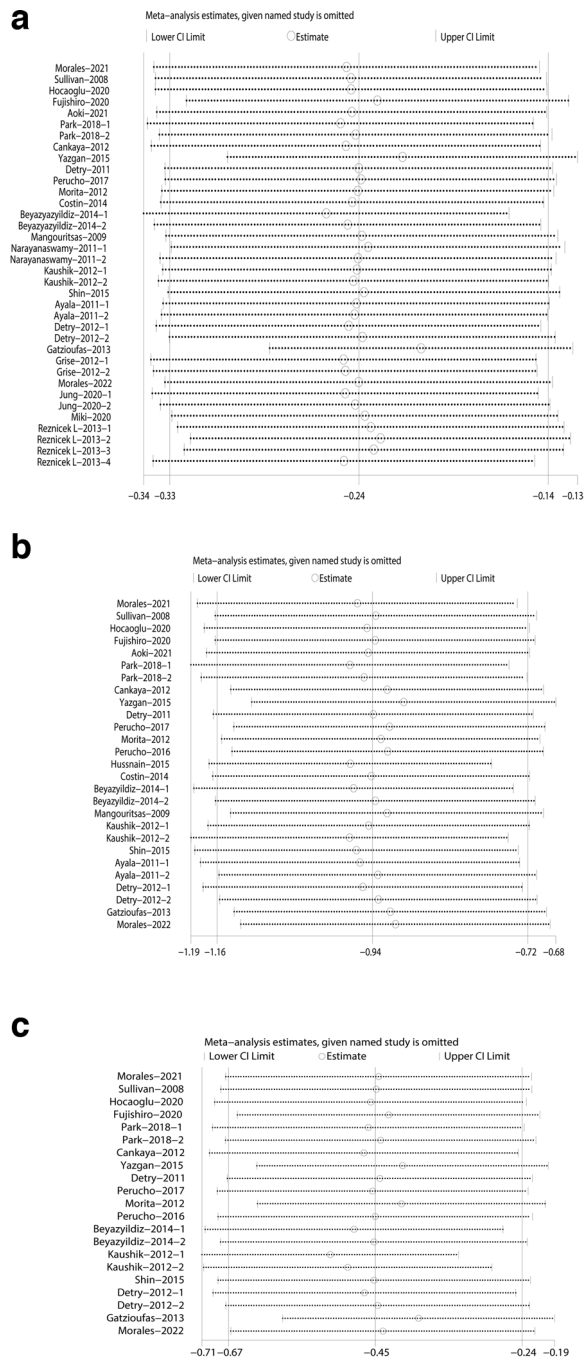 a
Meta−analysis estimates, given named study is omitted
Lower CI Limit Estimate Upper CI Limit
Morales−2021
Sullivan−2008
Hocaoglu−2020
Fujishiro−2020
Aoki−2021
Park−2018−1
Park−2018−2
Cankaya−2012
Yazgan−2015
Detry−2011
Perucho−2017
Morita−2012
Costin−2014
Beyazyazyildiz−2014−1
Beyazyazyildiz−2014−2
Mangouritsas−2009
Narayanaswamy−2011−1
Narayanaswamy−2011−2
Kaushik−2012−1
Kaushik−2012−2
Shin−2015
Ayala−2011−1
Ayala−2011−2
Detry−2012−1
Detry−2012−2
Gatzioufas−2013
Grise−2012−1
Grise−2012−2
Morales−2022
Jung−2020−1
Jung−2020−2
Miki−2020
Reznicek L−2013−1
Reznicek L−2013−2
Reznicek L−2013−3
Reznicek L−2013−4
−0.34 −0.33 −0.24 −0.14 −0.13
b
Meta−analysis estimates, given named study is omitted
Lower CI Limit Estimate Upper CI Limit
Morales−2021
Sullivan−2008
Hocaoglu−2020
Fujishiro−2020
Aoki−2021
Park−2018−1
Park−2018−2
Cankaya−2012
Yazgan−2015
Detry−2011
Perucho−2017
Morita−2012
Perucho−2016
Hussnain−2015
Costin−2014
Beyazyildiz−2014−1
Beyazyildiz−2014−2
Mangouritsas−2009
Kaushik−2012−1
Kaushik−2012−2
Shin−2015
Ayala−2011−1
Ayala−2011−2
Detry−2012−1
Detry−2012−2
Gatzioufas−2013
Morales−2022
−1.19 −1.16 −0.94 −0.72 −0.68
c
Meta−analysis estimates, given named study is omitted
Lower CI Limit Estimate Upper CI Limit
Morales−2021
Sullivan−2008
Hocaoglu−2020
Fujishiro−2020
Park−2018−1
Park−2018−2
Cankaya−2012
Yazgan−2015
Detry−2011
Perucho−2017
Morita−2012
Perucho−2016
Beyazyildiz−2014−1
Beyazyildiz−2014−2
Kaushik−2012−1
Kaushik−2012−2
Shin−2015
Detry−2012−1
Detry−2012−2
Gatzioufas−2013
Morales−2022
−0.71 −0.67 −0.45 −0.24 −0.19